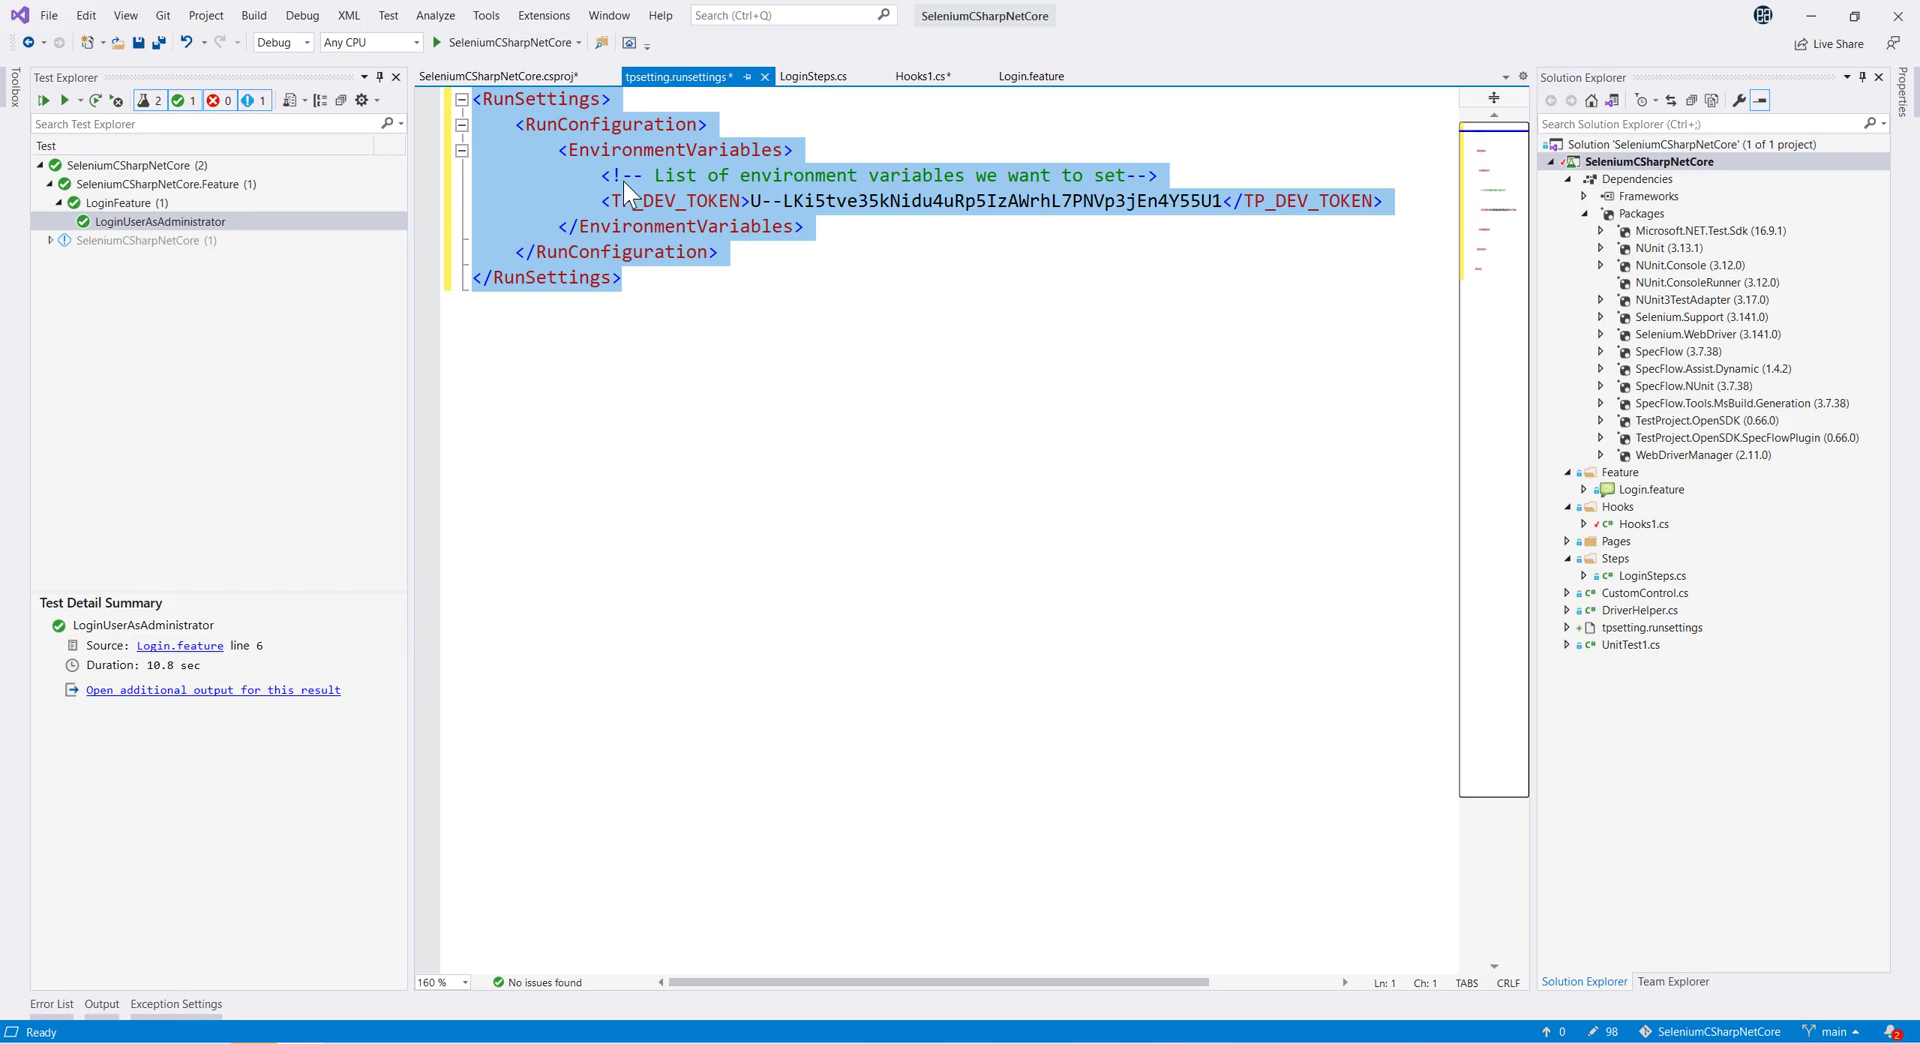 File Edit View Git Project Build Debug XML Test Analyze Tools Extensions Window Help Search (Ctrl+Q) SeleniumCSharpNetCore
Debug Any CPU SeleniumCSharpNetCore Live Share
Toolbox
Test Explorer
2 1 0 1
Search Test Explorer
Test
SeleniumCSharpNetCore (2)
SeleniumCSharpNetCore.Feature (1)
LoginFeature (1)
LoginUserAsAdministrator
SeleniumCSharpNetCore (1)
Test Detail Summary
LoginUserAsAdministrator
Source: Login.feature line 6
Duration: 10.8 sec
Open additional output for this result
SeleniumCSharpNetCore.csproj* tpsetting.runsettings* LoginSteps.cs Hooks1.cs* Login.feature
<RunSettings>
<RunConfiguration>
<EnvironmentVariables>
<!-- List of environment variables we want to set-->
<TP_DEV_TOKEN>U--LKi5tve35kNidu4uRp5IzAWrhL7PNVp3jEn4Y55U1</TP_DEV_TOKEN>
</EnvironmentVariables>
</RunConfiguration>
</RunSettings>
160 % No issues found Ln: 1 Ch: 1 TABS CRLF
Solution Explorer
Search Solution Explorer (Ctrl+;)
Solution 'SeleniumCSharpNetCore' (1 of 1 project)
SeleniumCSharpNetCore
Dependencies
Frameworks
Packages
Microsoft.NET.Test.Sdk (16.9.1)
NUnit (3.13.1)
NUnit.Console (3.12.0)
NUnit.ConsoleRunner (3.12.0)
NUnit3TestAdapter (3.17.0)
Selenium.Support (3.141.0)
Selenium.WebDriver (3.141.0)
SpecFlow (3.7.38)
SpecFlow.Assist.Dynamic (1.4.2)
SpecFlow.NUnit (3.7.38)
SpecFlow.Tools.MsBuild.Generation (3.7.38)
TestProject.OpenSDK (0.66.0)
TestProject.OpenSDK.SpecFlowPlugin (0.66.0)
WebDriverManager (2.11.0)
Feature
Login.feature
Hooks
C# Hooks1.cs
Pages
Steps
C# LoginSteps.cs
C# CustomControl.cs
C# DriverHelper.cs
tpsetting.runsettings
C# UnitTest1.cs
Solution Explorer Team Explorer
Properties
Error List Output Exception Settings
Ready 0 98 SeleniumCSharpNetCore main 2